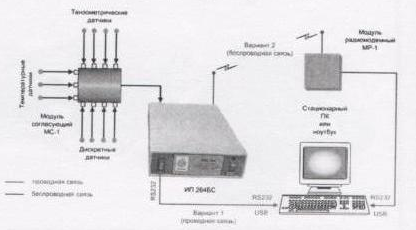 Тензометрические
датчики
Температурные
датчики
Модуль
согласующий
МС-1
Дискретные
датчики
Вариант 2
(беспроводная связь)
Модуль
радиомодемный
МР-1
Стационарный
ПК
или
ноутбук
ИП 264БС
RS232
Вариант 1
(проводная связь)
RS232
USB
RS232
USB
проводная связь
беспроводная связь